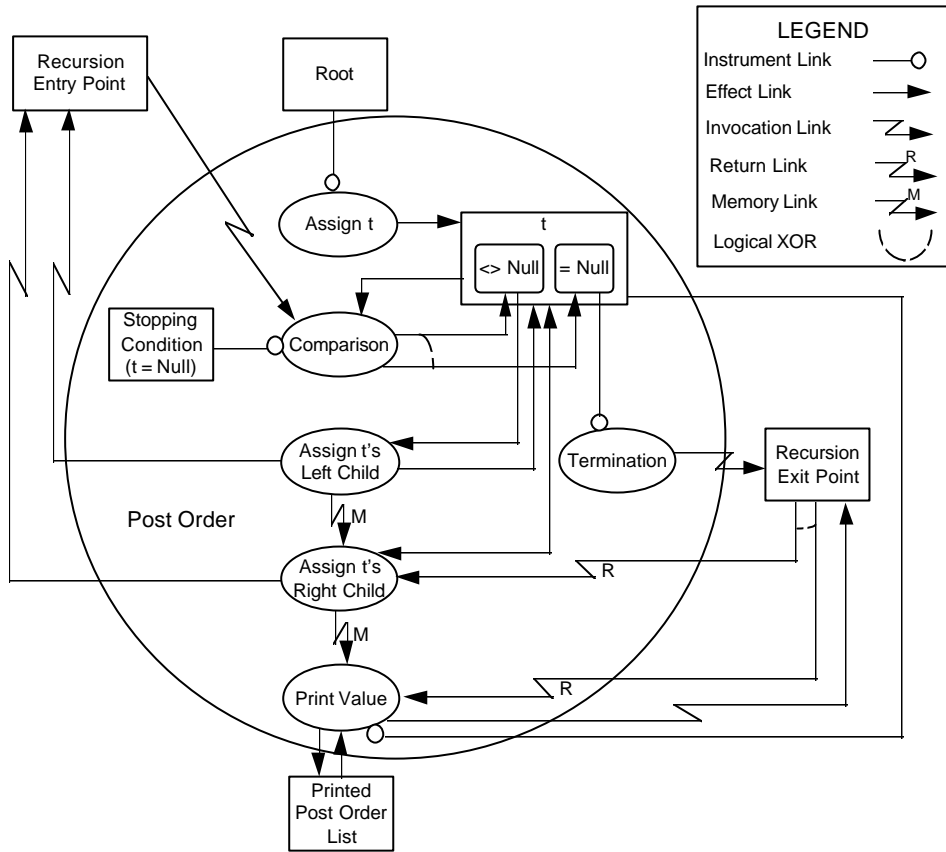 LEGEND
Instrument Link
Effect Link
Invocation Link
Return Link
R
Memory Link
M
Logical XOR
Recursion
Entry Point
Root
Assign t
t
<> Null
= Null
Stopping
Condition
(t = Null)
Comparison
Assign t's
Left Child
Termination
Recursion
Exit Point
Post Order
M
Assign t's
Right Child
R
M
Print Value
R
Printed
Post Order
List